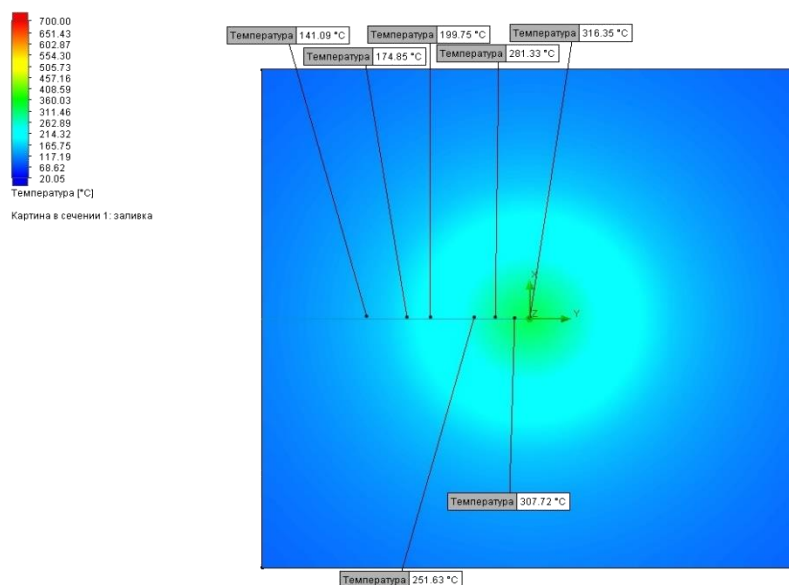 700.00
651.43
602.87
554.30
505.73
457.16
408.59
360.03
311.46
262.89
214.32
165.75
117.19
68.62
20.05
Температура [°C]
Картина в сечении 1: заливка
Температура 141.09 °C
Температура 199.75 °C
Температура 316.35 °C
Температура 174.85 °C
Температура 281.33 °C
X
Z
Y
Температура 307.72 °C
Температура 251.63 °C